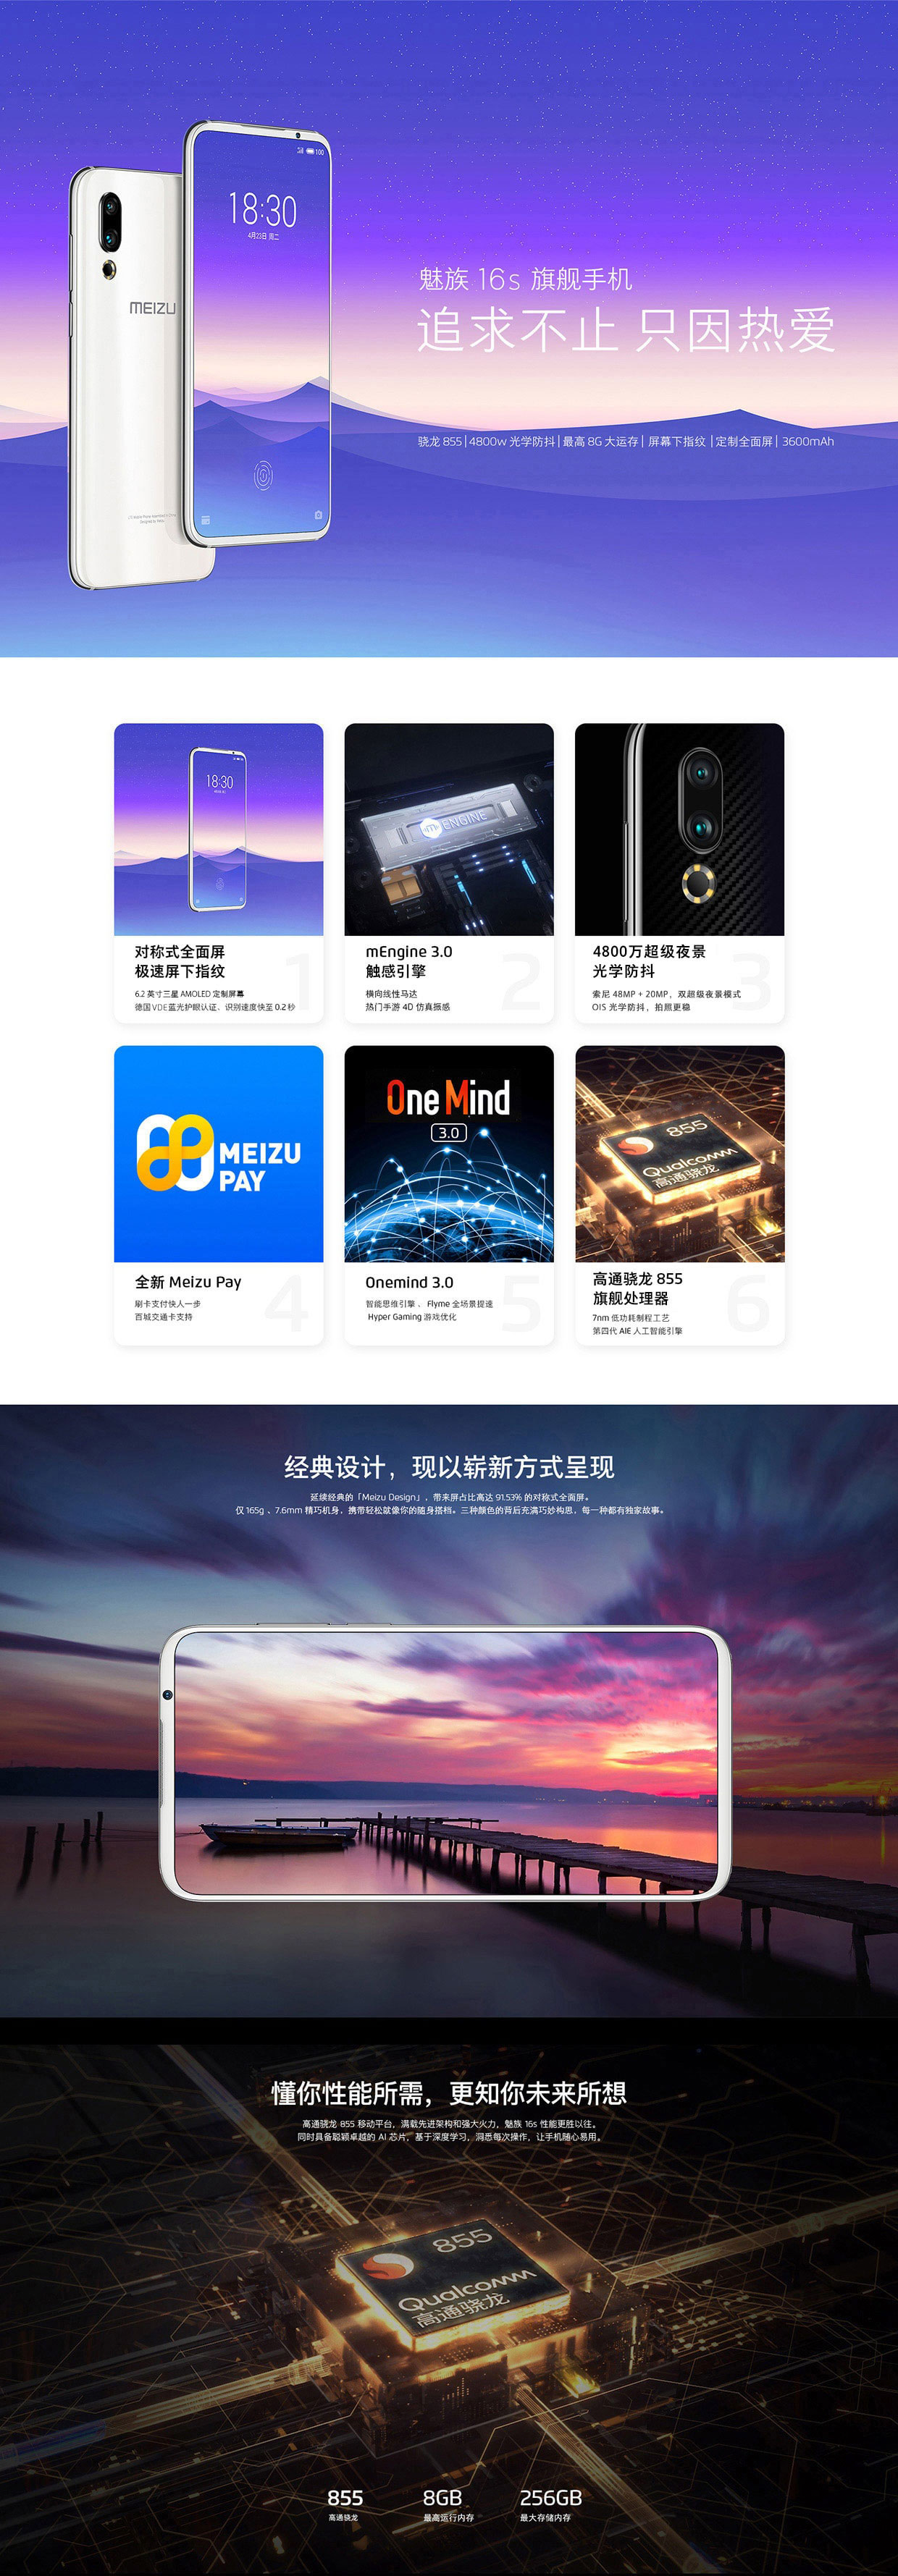 100
18:30
4月23日 周二
MEIZU
魅族 16s 旗舰手机
追求不止 只因热爱
骁龙 855|4800w 光学防抖|最高 8G 大运存| 屏幕下指纹 |定制全面屏| 3600mAh
18:30
对称式全面屏
极速屏下指纹
1
6.2 英寸三星 AMOLED 定制屏幕
德国 VDE 蓝光护眼认证、识别速度快至 0.2 秒
ENGINE
mEngine 3.0
触感引擎
2
横向线性马达
热门手游 4D 仿真振感
4800万超级夜景
光学防抖
3
索尼 48MP + 20MP，双超级夜景模式
OIS 光学防抖，拍照更稳
MEIZU
PAY
全新 Meizu Pay
4
刷卡支付快人一步
百城交通卡支持
One Mind
3.0
Onemind 3.0
5
智能思维引擎 、 Flyme 全场景提速
Hyper Gaming 游戏优化
855
Qualcomm
高通骁龙
高通骁龙 855
旗舰处理器
6
7nm 低功耗制程工艺
第四代 AIE 人工智能引擎
经典设计，现以崭新方式呈现
延续经典的「Meizu Design」，带来屏占比高达 91.53% 的对称式全面屏。
仅 165g 、7.6mm 精巧机身，携带轻松就像你的随身搭档。三种颜色的背后充满巧妙构思，每一种都有独家故事。
懂你性能所需，更知你未来所想
高通骁龙 855 移动平台，满载先进架构和强大火力，魅族 16s 性能更胜以往。
同时具备聪颖卓越的 AI 芯片，基于深度学习，洞悉每次操作，让手机随心易用。
855
Qualcomm
高通骁龙
855
8GB
256GB
高通骁龙
最高运行内存
最大存储内存